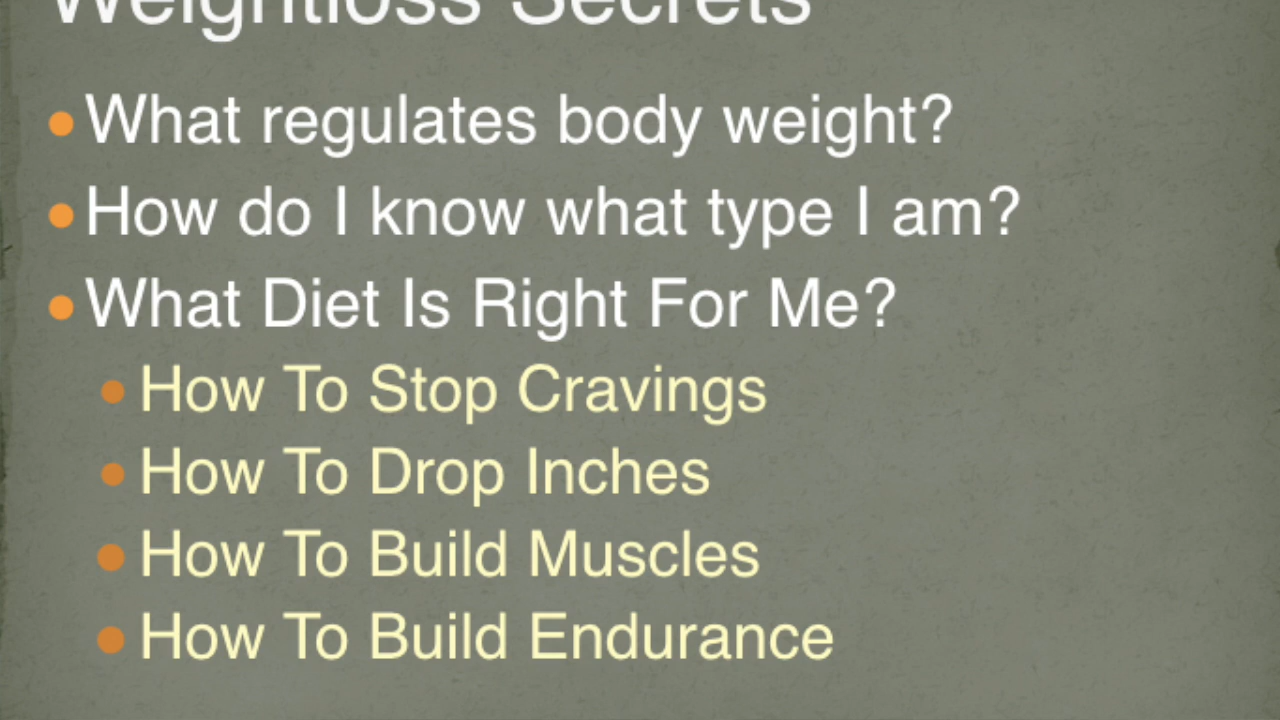 Weightloss Secrets
What regulates body weight?
How do I know what type I am?
What Diet Is Right For Me?
How To Stop Cravings
How To Drop Inches
How To Build Muscles
How To Build Endurance